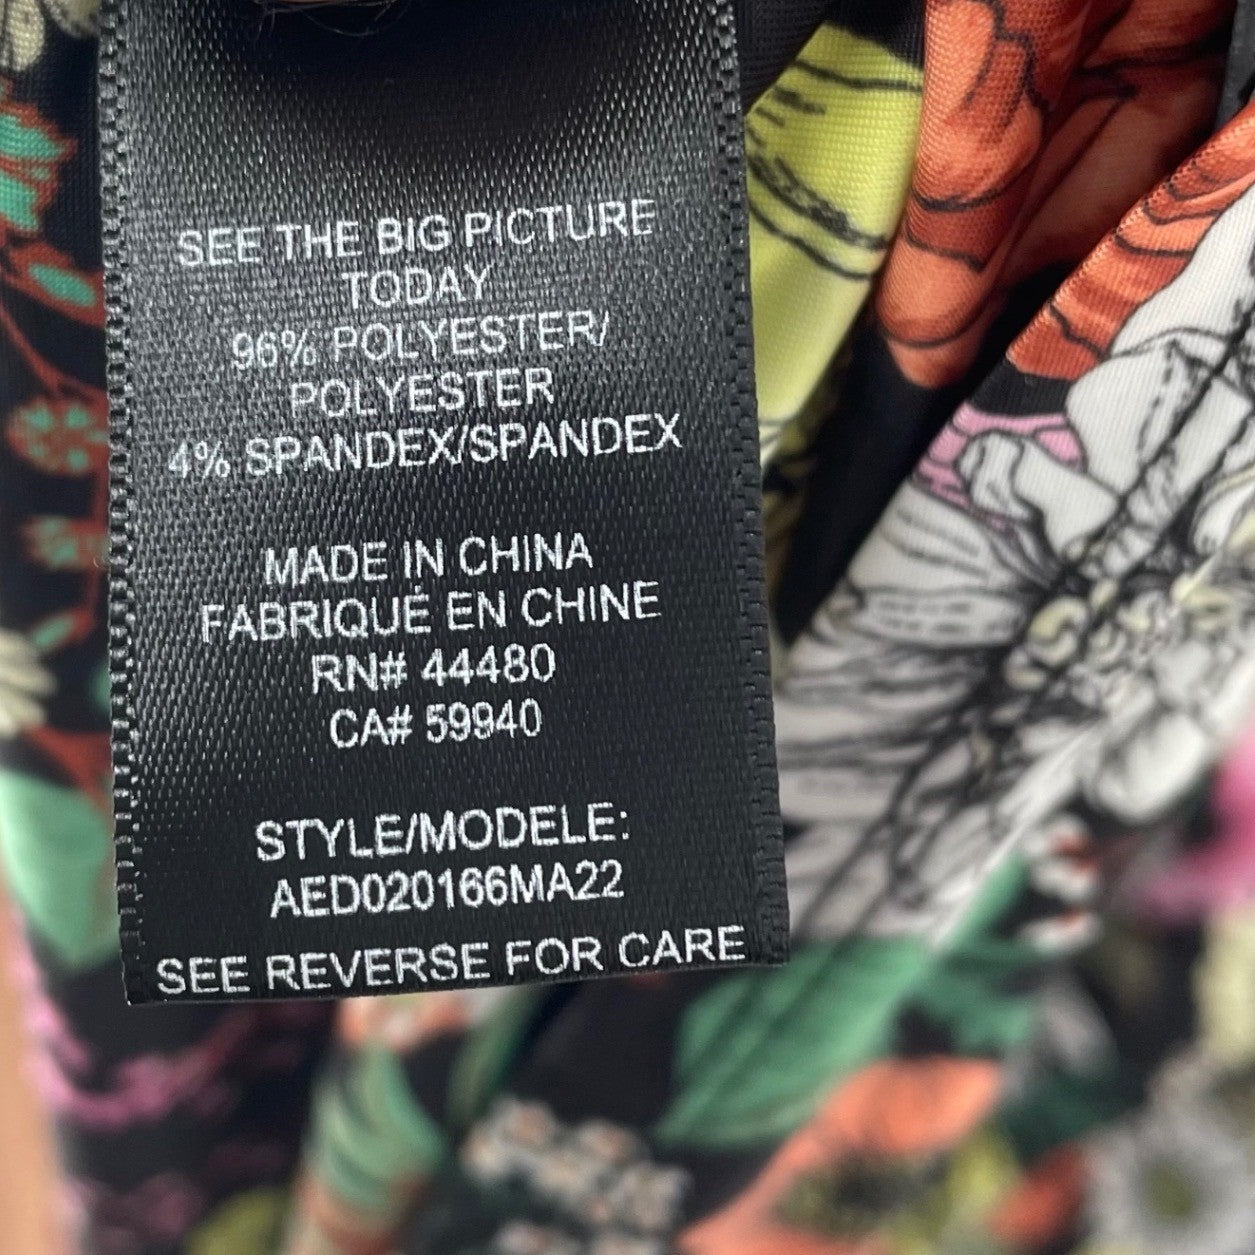 SEE THE BIG PICTURE
TODAY
96% POLYESTER/
POLYESTER
4% SPANDEX/SPANDEX
MADE IN CHINA
FABRIQUÉ EN CHINE
RN# 44480
CA# 59940
STYLE/MODELE:
AED020166MA22
SEE REVERSE FOR CARE